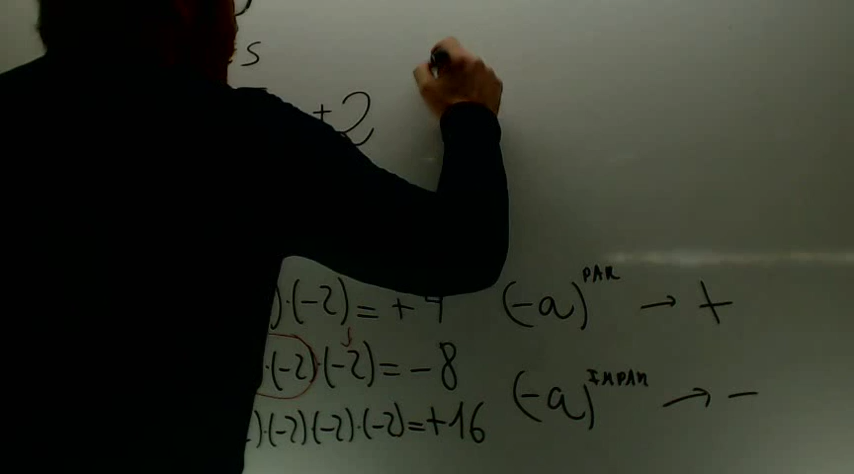 s
+2
)·(-2) = +4
·(-2)·(-2) = -8
)·(-2)(-2)·(-2)=+16
(-a)^PAR → +
(-a)^IMPAR → -